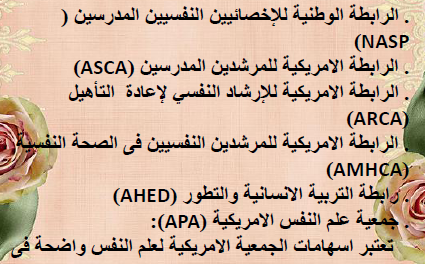 . الرابطة الوطنية للإخصائيين النفسيين المدرسين (
NASP)
. الرابطة الامريكية للمرشدين المدرسين (ASCA)
. الرابطة الامريكية للإرشاد النفسي لإعادة التأهيل
(ARCA)
. الرابطة الامريكية للمرشدين النفسيين فى الصحة النفسية
(AMHCA)
. رابطة التربية الانسانية والتطور (AHED)
. جمعية علم النفس الامريكية (APA):
تعتبر اسهامات الجمعية الامريكية لعلم النفس واضحة فى